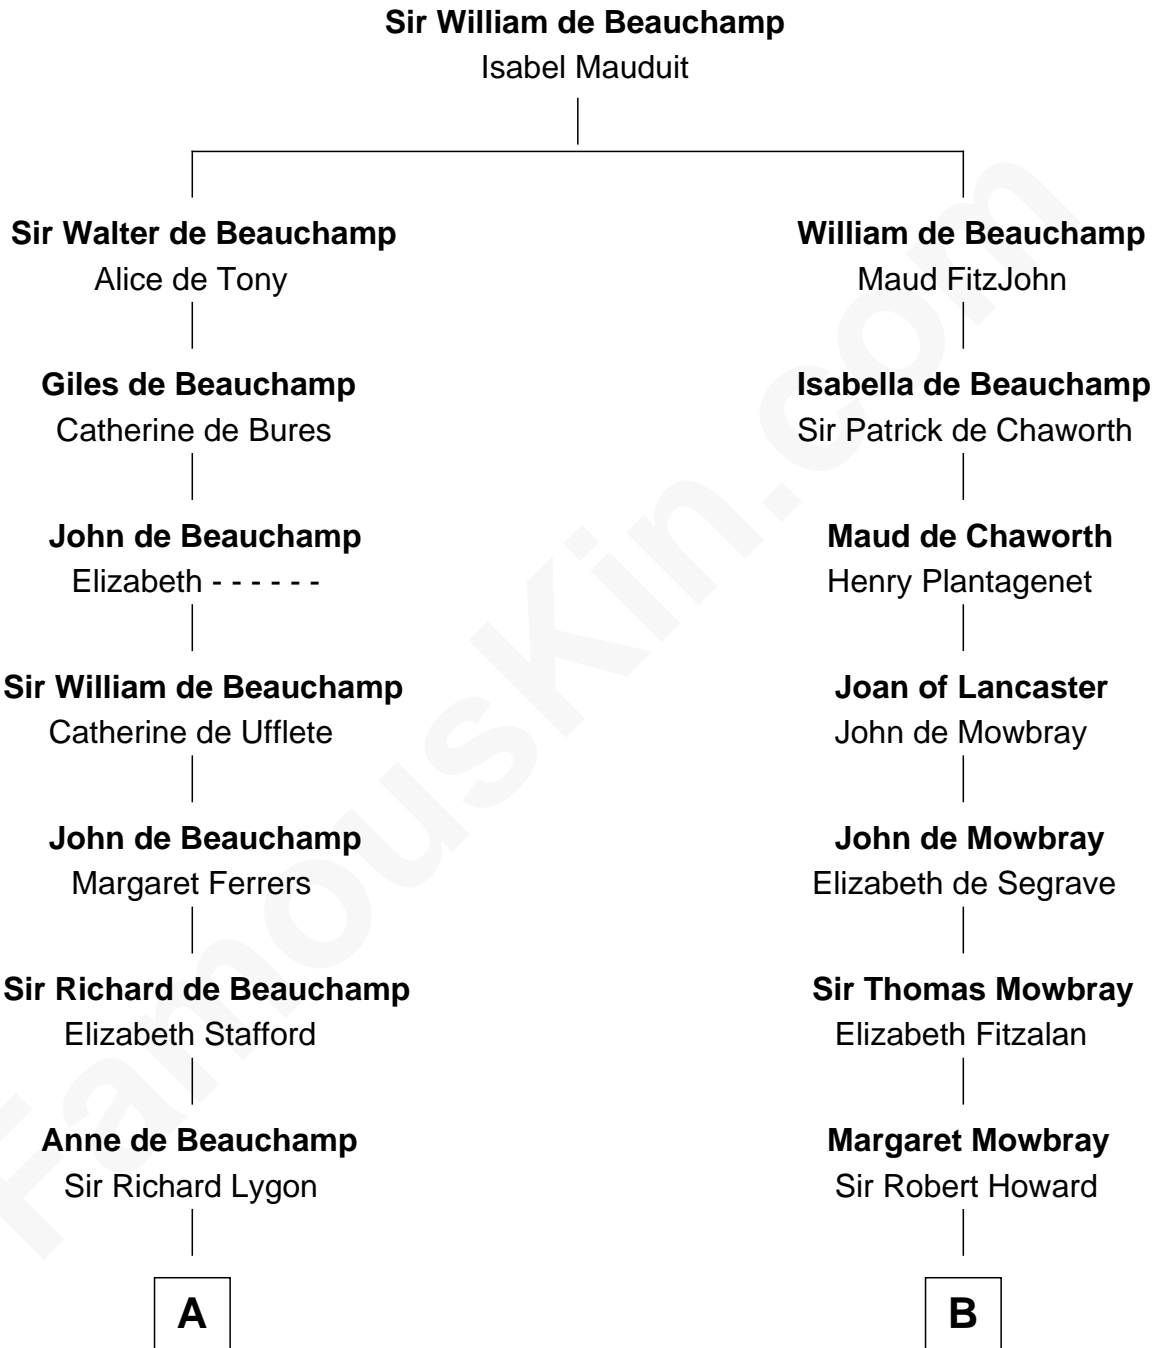 Sir William de Beauchamp
Isabel Mauduit
Sir Walter de Beauchamp
Alice de Tony
William de Beauchamp
Maud FitzJohn
Giles de Beauchamp
Catherine de Bures
Isabella de Beauchamp
Sir Patrick de Chaworth
John de Beauchamp
Elizabeth - - - - - -
Maud de Chaworth
Henry Plantagenet
Sir William de Beauchamp
Catherine de Ufflete
Joan of Lancaster
John de Mowbray
John de Beauchamp
Margaret Ferrers
John de Mowbray
Elizabeth de Segrave
Sir Richard de Beauchamp
Elizabeth Stafford
Sir Thomas Mowbray
Elizabeth Fitzalan
Anne de Beauchamp
Sir Richard Lygon
Margaret Mowbray
Sir Robert Howard
A
B
FamousKin.com